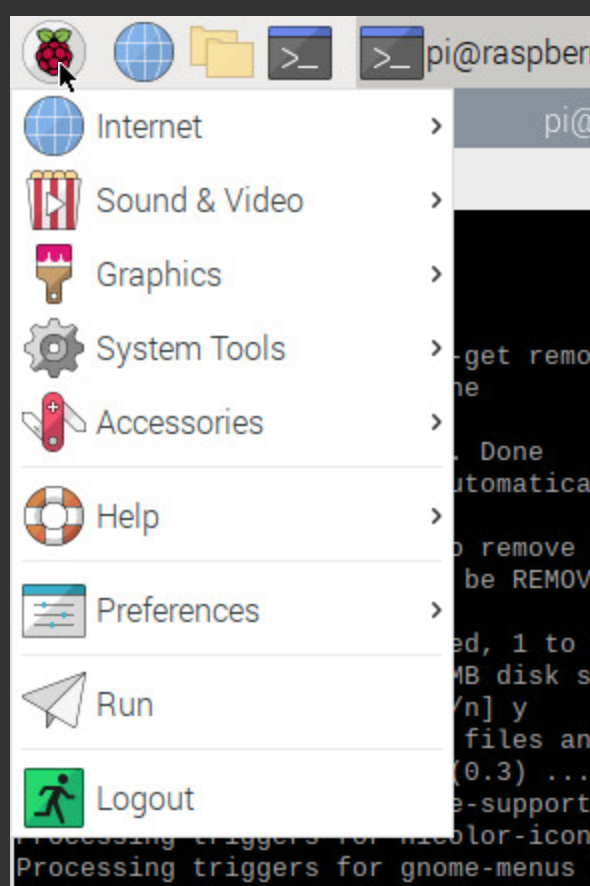 pi@raspberr
pi@
Internet
Sound & Video
Graphics
System Tools
-get remo
ne
Accessories
. Done
utomatica
Help
o remove
be REMOV
Preferences
ed, 1 to
MB disk s
Run
/n] y
files an
(0.3) ...
Logout
e-support
Processing triggers for hicolor-icon
Processing triggers for gnome-menus